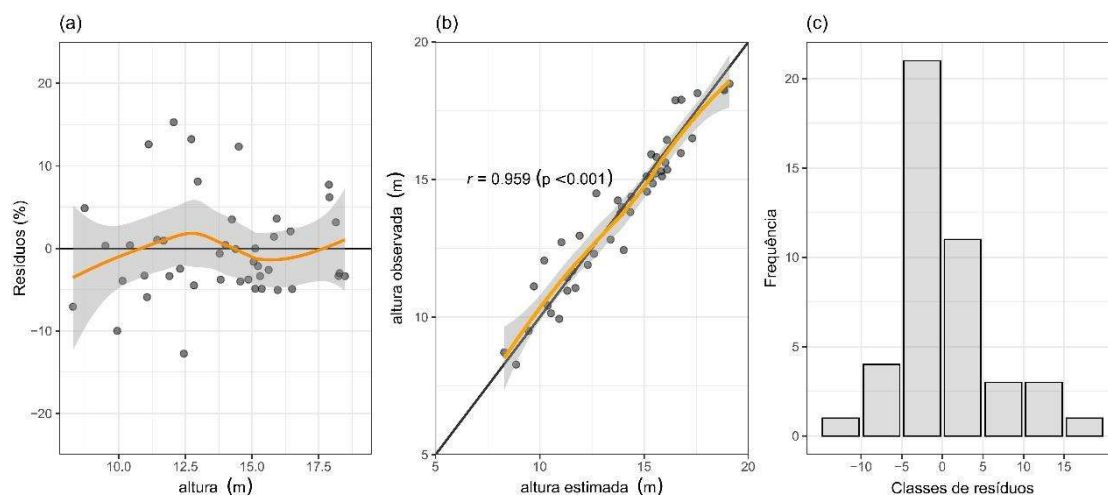 (a)
Resíduos (%)
20
10
0
−10
−20
10.0
12.5
15.0
17.5
altura (m)
(b)
altura observada (m)
20
15
10
5
r = 0.959 (p <0.001)
5
10
15
20
altura estimada (m)
(c)
Frequência
20
15
10
5
0
−10
−5
0
5
10
15
Classes de resíduos